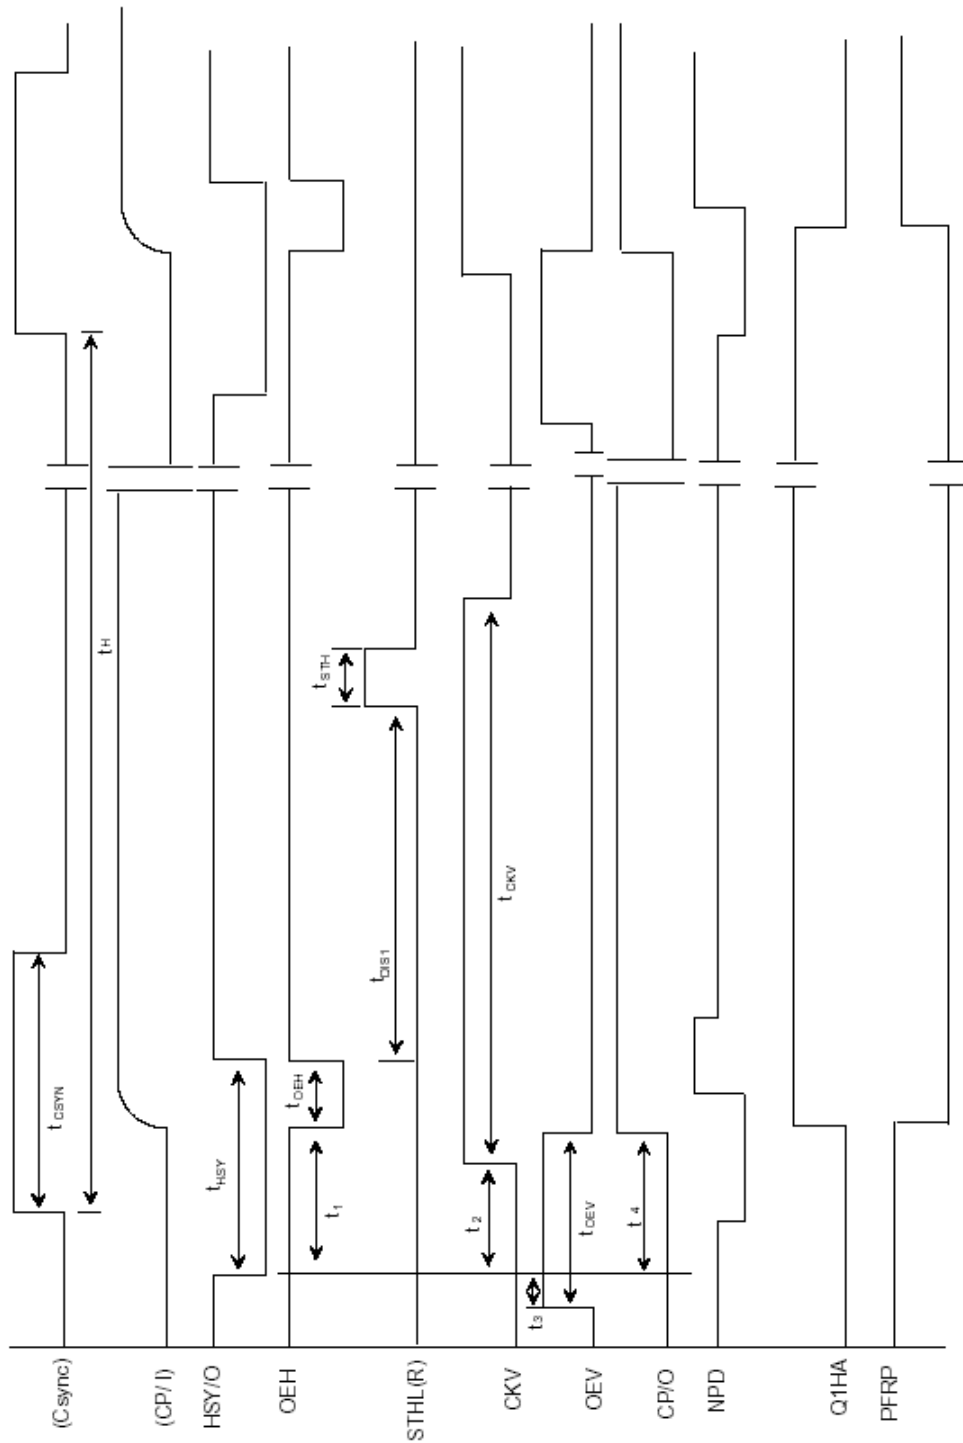 (Csync)
(CP/ I)
HSY/O
OEH
STHL(R)
CKV
OEV
CP/O
NPD
Q1HA
PFRP
tCSYN
tH
tHSY
tOEH
t1
tSTH
tDIS1
tCKV
t2
tOEV
t3
t4